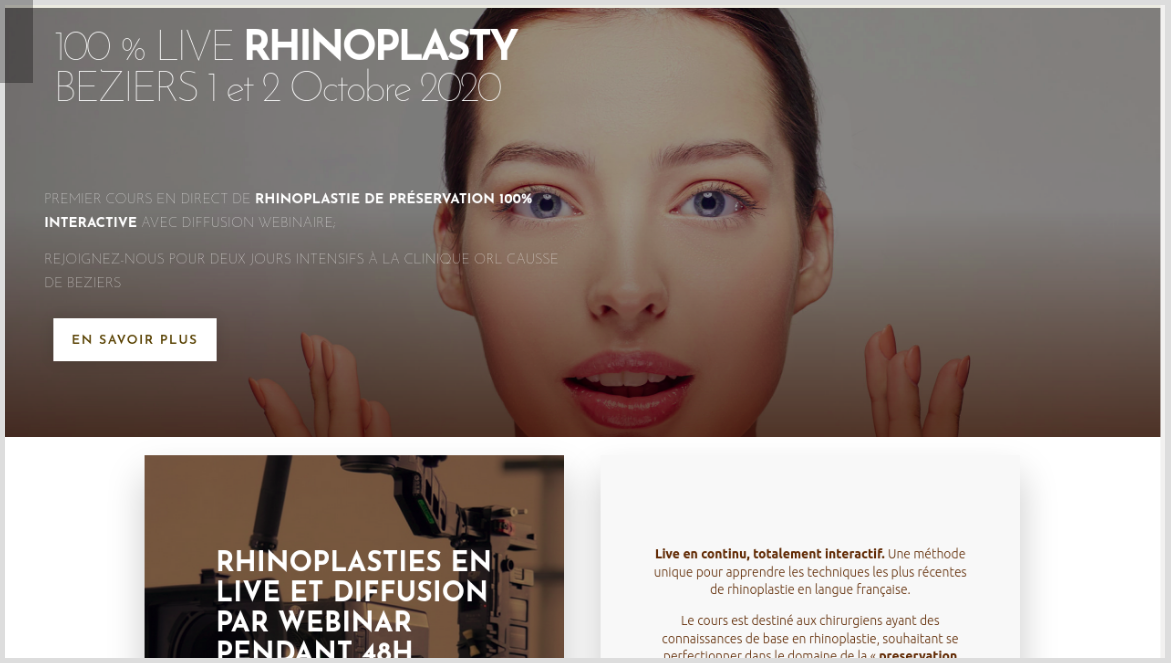 100 % LIVE RHINOPLASTY
BEZIERS 1 et 2 Octobre 2020
PREMIER COURS EN DIRECT DE RHINOPLASTIE DE PRÉSERVATION 100%
INTERACTIVE AVEC DIFFUSION WEBINAIRE;
REJOIGNEZ-NOUS POUR DEUX JOURS INTENSIFS À LA CLINIQUE ORL CAUSSE
DE BEZIERS
EN SAVOIR PLUS
RHINOPLASTIES EN
LIVE ET DIFFUSION
PAR WEBINAR
PENDANT 48H
Live en continu, totalement interactif. Une méthode
unique pour apprendre les techniques les plus récentes
de rhinoplastie en langue française.
Le cours est destiné aux chirurgiens ayant des
connaissances de base en rhinoplastie, souhaitant se
perfectionner dans le domaine de la « preservation